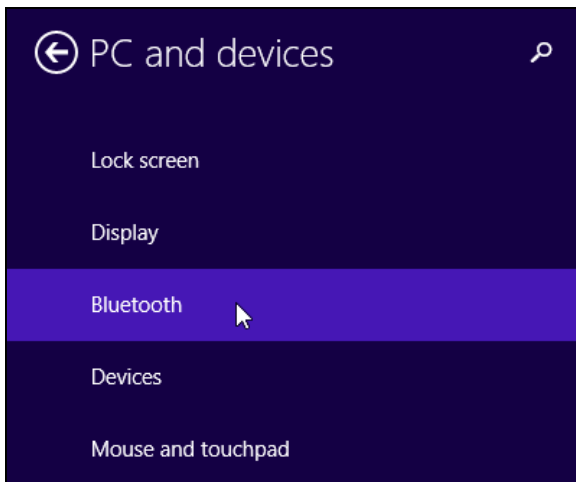 PC and devices
Lock screen
Display
Bluetooth
Devices
Mouse and touchpad